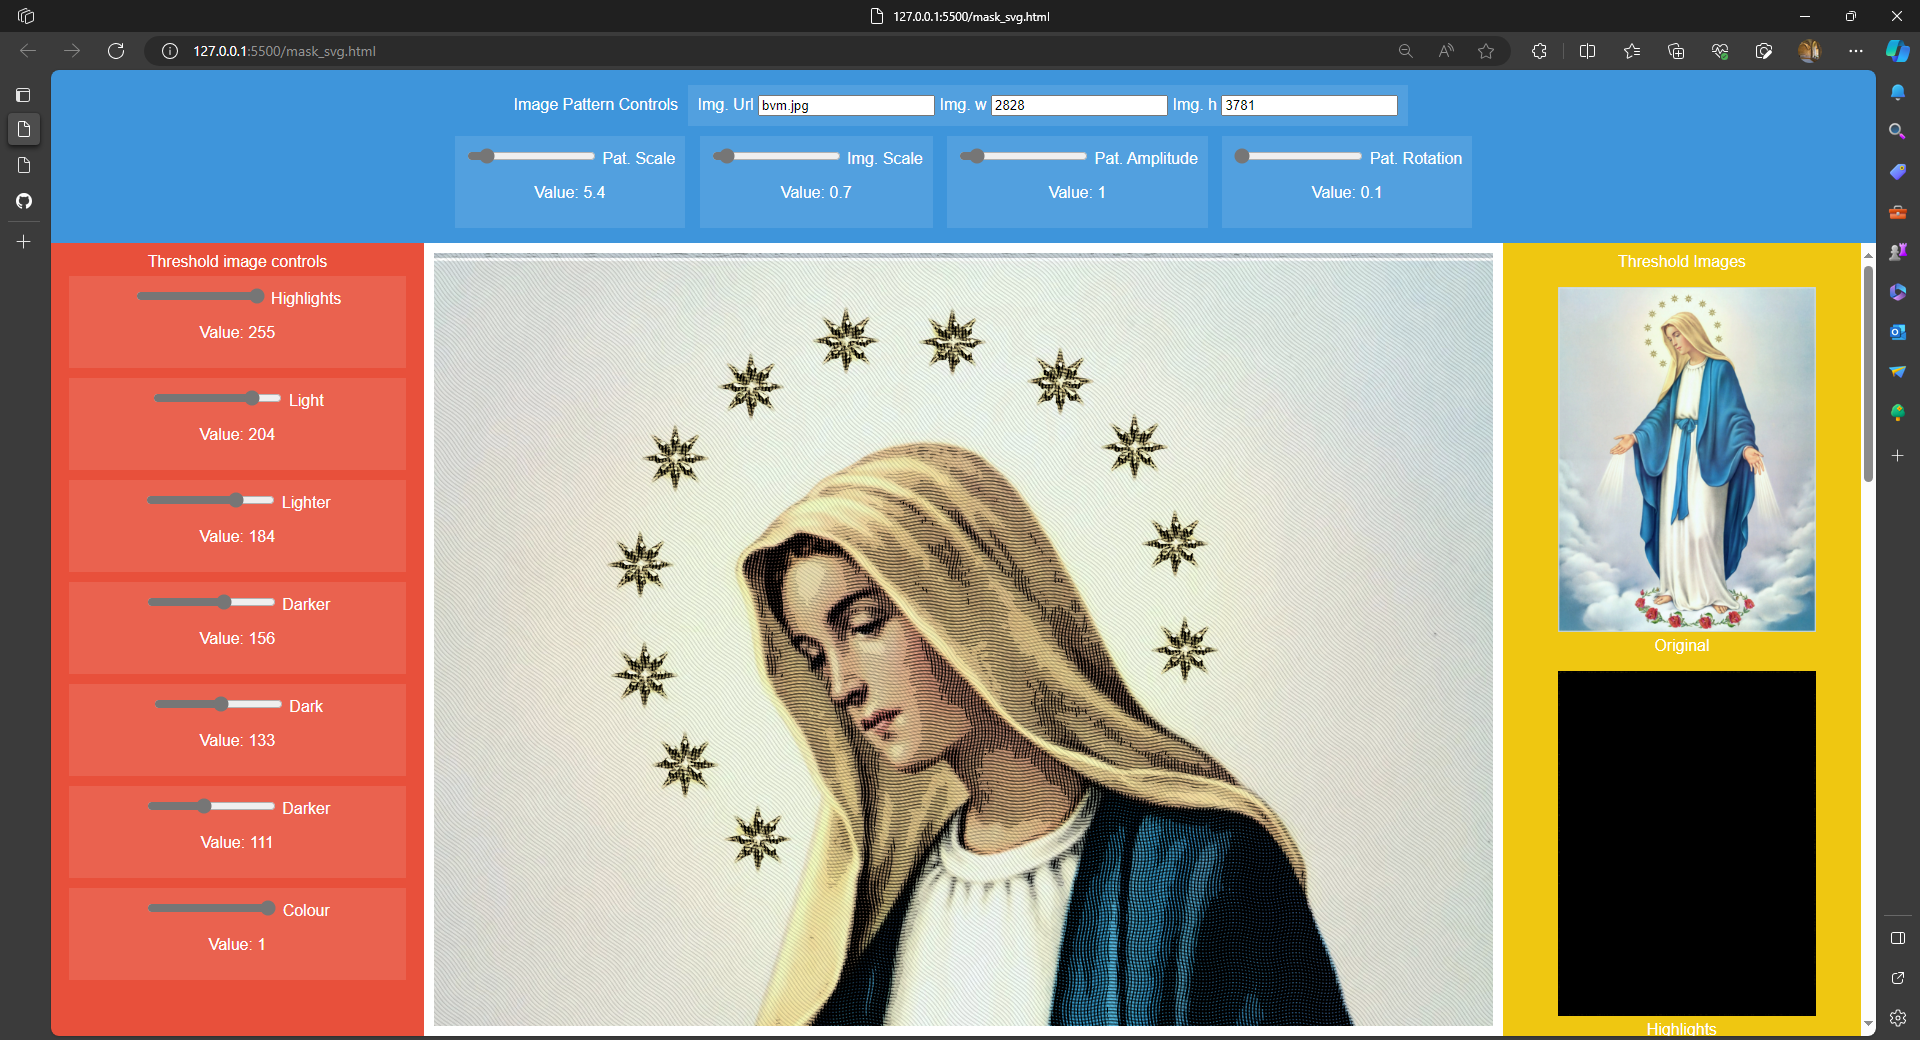 127.0.0.1:5500/mask_svg.html
127.0.0.1:5500/mask_svg.html
Image Pattern Controls Img. Url bvm.jpg Img. w 2828 Img. h 3781
Pat. Scale Img. Scale Pat. Amplitude Pat. Rotation
Value: 5.4 Value: 0.7 Value: 1 Value: 0.1
Threshold image controls
Highlights
Value: 255
Light
Value: 204
Lighter
Value: 184
Darker
Value: 156
Dark
Value: 133
Darker
Value: 111
Colour
Value: 1
Threshold Images
Original
Highlights